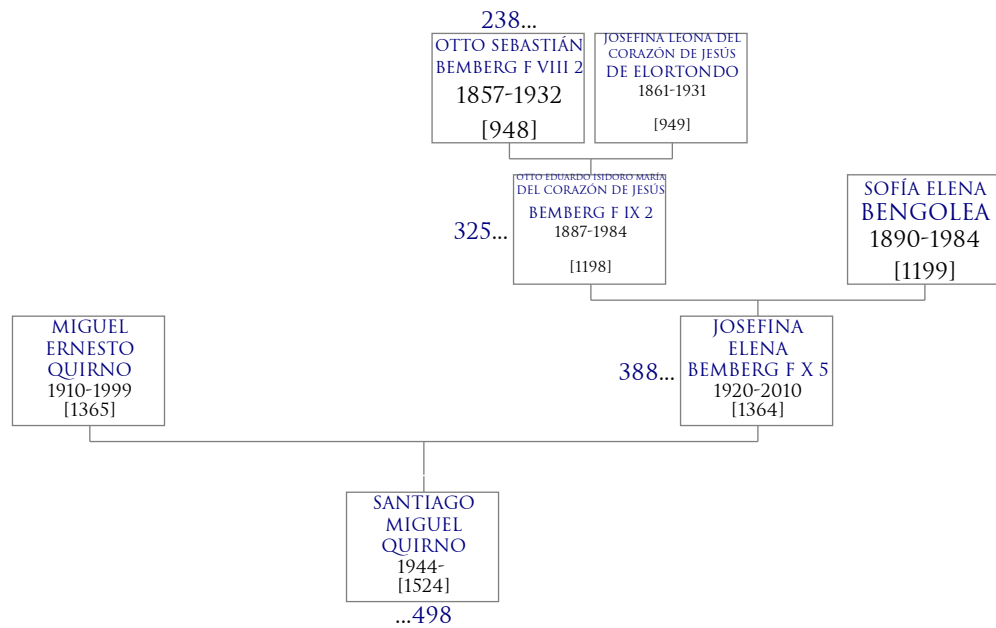 238...
OTTO SEBASTIÁN
BEMBERG F VIII 2
1857-1932
[948]
JOSEFINA LEONA DEL
CORAZÓN DE JESÚS
DE ELORTONDO
1861-1931
[949]
OTTO EDUARDO ISIDORO MARÍA
DEL CORAZÓN DE JESÚS
BEMBERG F IX 2
1887-1984
[1198]
325...
SOFÍA ELENA
BENGOLEA
1890-1984
[1199]
MIGUEL
ERNESTO
QUIRNO
1910-1999
[1365]
388...
JOSEFINA
ELENA
BEMBERG F X 5
1920-2010
[1364]
SANTIAGO
MIGUEL
QUIRNO
1944-
[1524]
...498